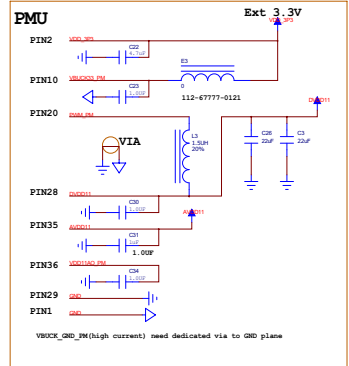 PMU
Ext 3.3V
VDD_3P3
PIN2 VDD_3P3
C22
4.7uF
E3
PIN10 VBUCK33_PM
C23
1.0UF
0
112-67777-0121
PIN20 PWM_PM
DVDD11
VIA
L3
1.5UH
20%
C26
22uF
C3
22uF
PIN28 DVDD11
C30
1.0UF
AVDD11
PIN35 AVDD11
C31
1uF
1.0UF
PIN36 VDD11AO_PM
C34
1.0UF
PIN29 GND
PIN1 GND
VBUCK_GND_PM(high current) need dedicated via to GND plane